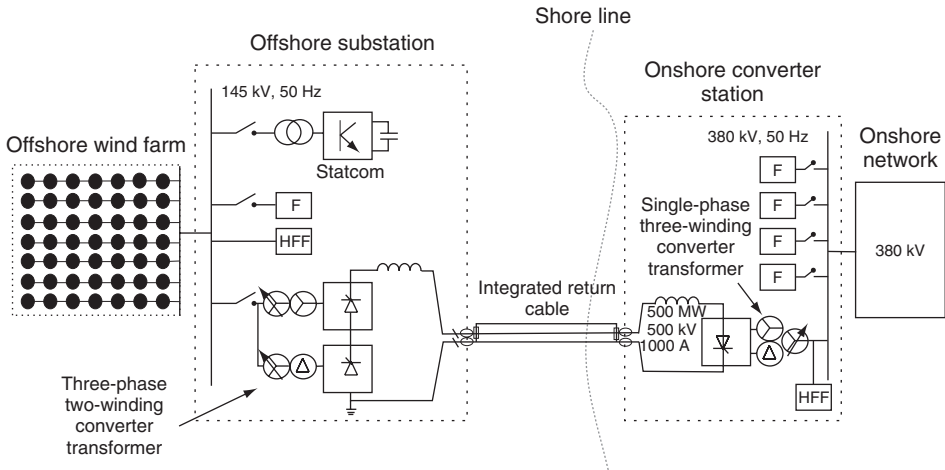 Shore line
Offshore substation
Onshore converter
station
145 kV, 50 Hz
380 kV, 50 Hz
Offshore wind farm
Onshore
network
Statcom
F
F
Single-phase
three-winding
converter
transformer
F
F
HFF
F
380 kV
Integrated return
cable
500 MW
500 kV
1000 A
Δ
Δ
Three-phase
two-winding
converter
transformer
HFF